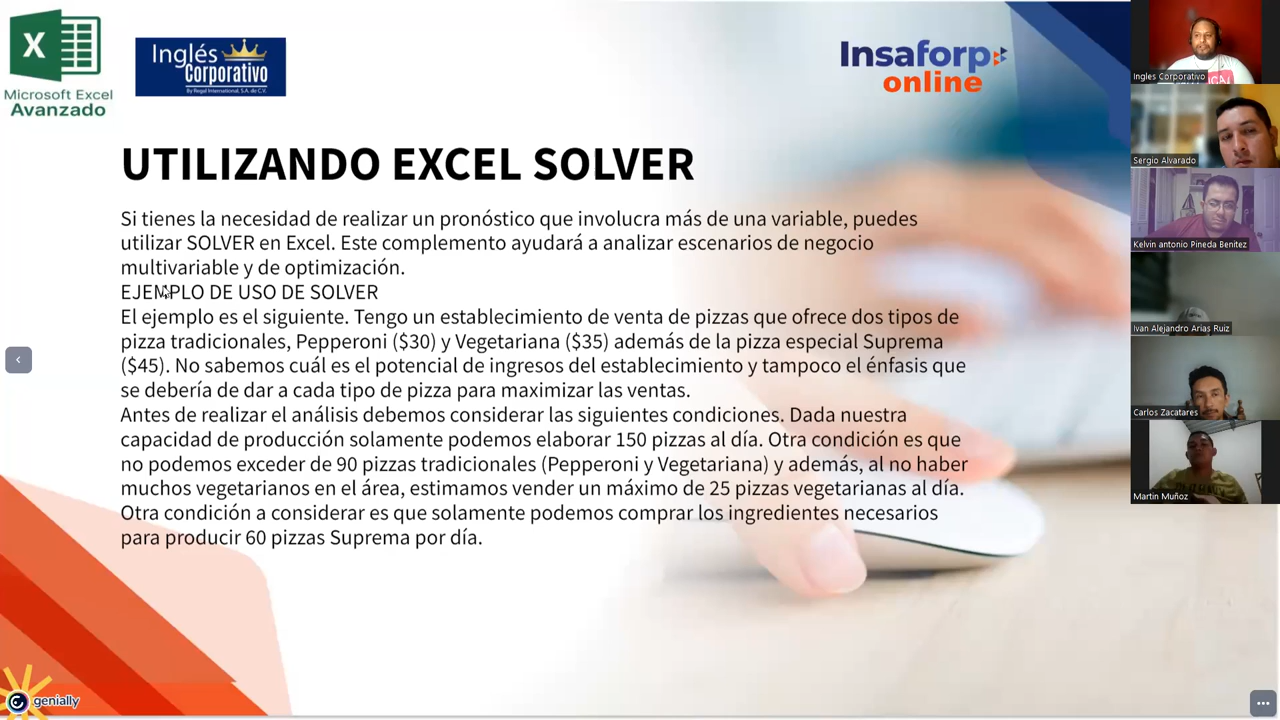 X
Microsoft Excel
Avanzado
Inglés
Corporativo
By Regal International, S.A. de C.V.
Insaforp
online
UTILIZANDO EXCEL SOLVER
Si tienes la necesidad de realizar un pronóstico que involucra más de una variable, puedes
utilizar SOLVER en Excel. Este complemento ayudará a analizar escenarios de negocio
multivariable y de optimización.
EJEMPLO DE USO DE SOLVER
El ejemplo es el siguiente. Tengo un establecimiento de venta de pizzas que ofrece dos tipos de
pizza tradicionales, Pepperoni ($30) y Vegetariana ($35) además de la pizza especial Suprema
($45). No sabemos cuál es el potencial de ingresos del establecimiento y tampoco el énfasis que
se debería de dar a cada tipo de pizza para maximizar las ventas.
Antes de realizar el análisis debemos considerar las siguientes condiciones. Dada nuestra
capacidad de producción solamente podemos elaborar 150 pizzas al día. Otra condición es que
no podemos exceder de 90 pizzas tradicionales (Pepperoni y Vegetariana) y además, al no haber
muchos vegetarianos en el área, estimamos vender un máximo de 25 pizzas vegetarianas al día.
Otra condición a considerar es que solamente podemos comprar los ingredientes necesarios
para producir 60 pizzas Suprema por día.
genially
Ingles Corporativo
Sergio Alvarado
Kelvin antonio Pineda Benitez
Ivan Alejandro Arias Ruiz
Carlos Zacatares
Martin Muñoz